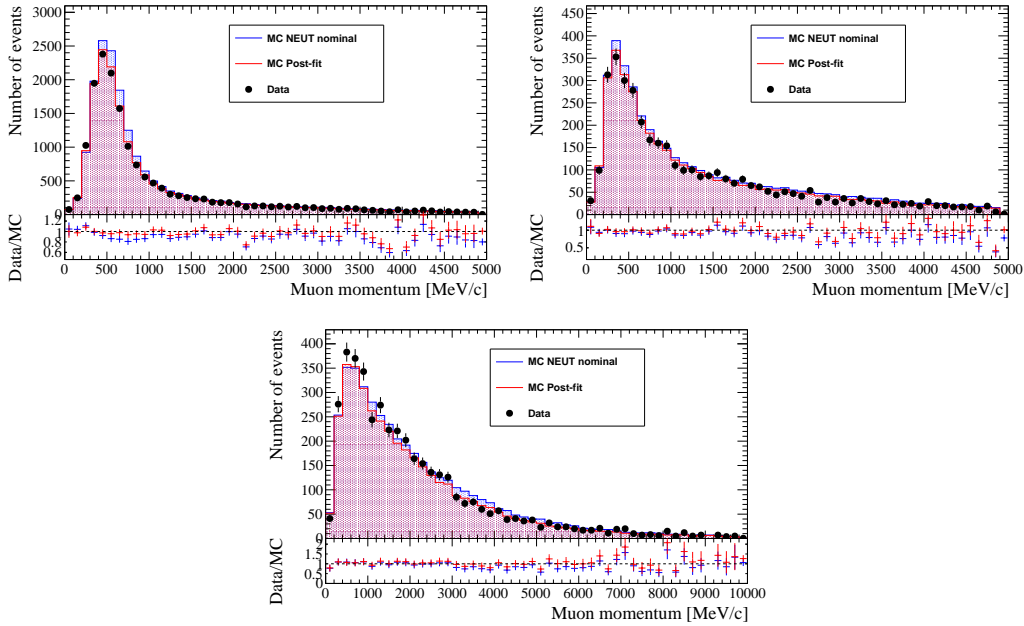 Number of events
3000
2500
2000
1500
1000
500
MC NEUT nominal
MC Post-fit
Data
Data/MC
1.2
1
0.8
0.6
0 500 1000 1500 2000 2500 3000 3500 4000 4500 5000
Muon momentum [MeV/c]
Number of events
450
400
350
300
250
200
150
100
50
0
MC NEUT nominal
MC Post-fit
Data
Data/MC
1
0.5
0 500 1000 1500 2000 2500 3000 3500 4000 4500 5000
Muon momentum [MeV/c]
Number of events
400
350
300
250
200
150
100
50
0
MC NEUT nominal
MC Post-fit
Data
Data/MC
1.5
1
0.5
0
0 1000 2000 3000 4000 5000 6000 7000 8000 9000 10000
Muon momentum [MeV/c]